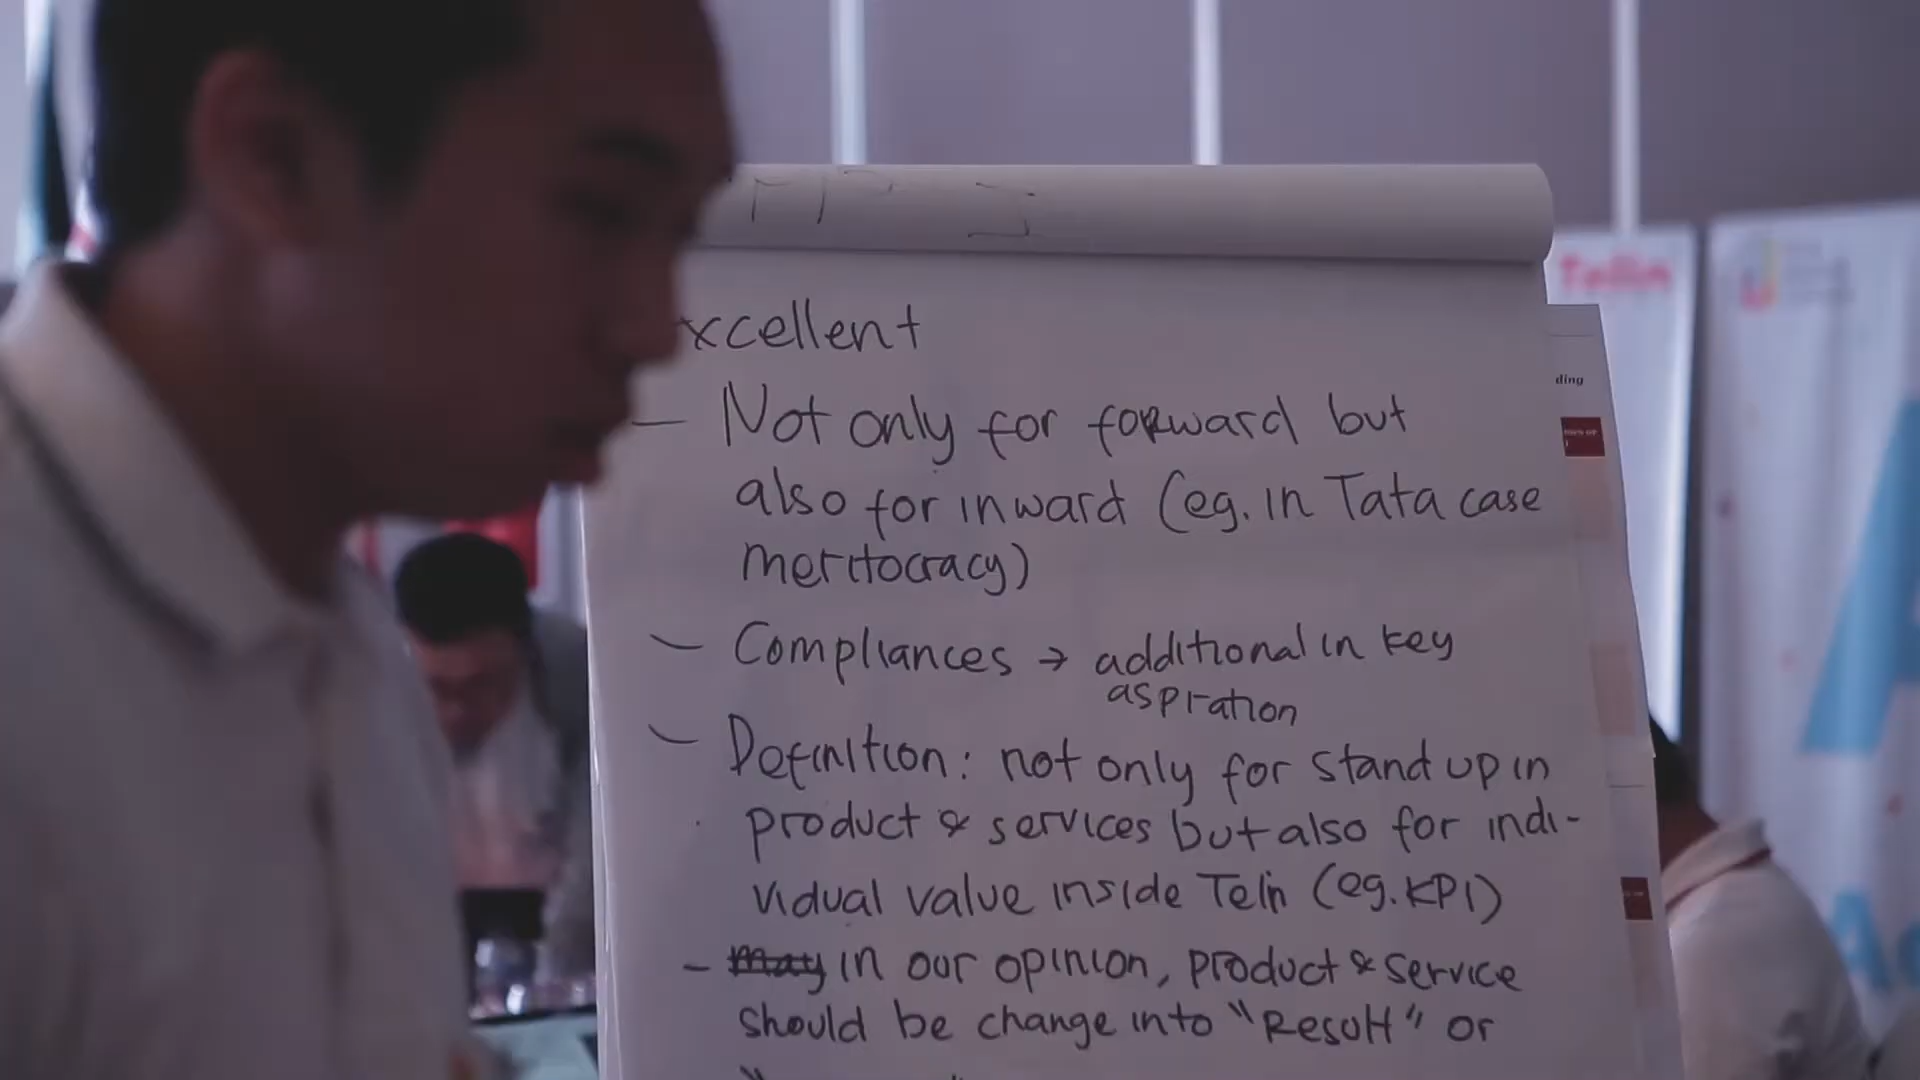 xcellent
— Not only for forward but
also for inward (eg. in Tata case
meritocracy)
— Compliances → additional in key
aspiration
— Definition: not only for stand up in
product & services but also for indi-
vidual value inside Telin (eg. KPI)
- may in our opinion, product & service
should be change into "Result" or
Telin
ding